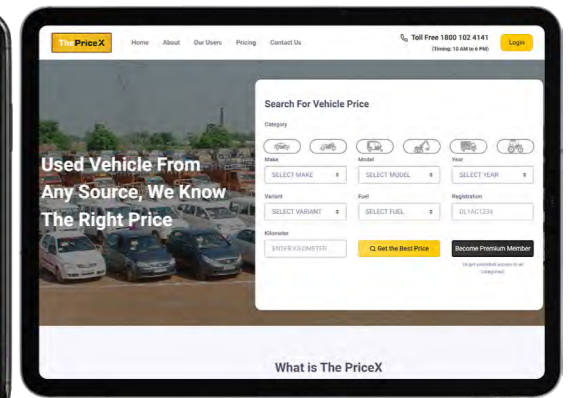 The PriceX
Home About Our Users Pricing Contact Us
Toll Free 1800 102 4141
(Timing: 10 AM to 6 PM)
Login
Used Vehicle From
Any Source, We Know
The Right Price
Search For Vehicle Price
Category
Make Model Year
SELECT MAKE SELECT MODEL SELECT YEAR
Variant Fuel Registration
SELECT VARIANT SELECT FUEL DL1AC1234
Kilometer
ENTER KILOMETER Get the Best Price Become Premium Member
What is The PriceX